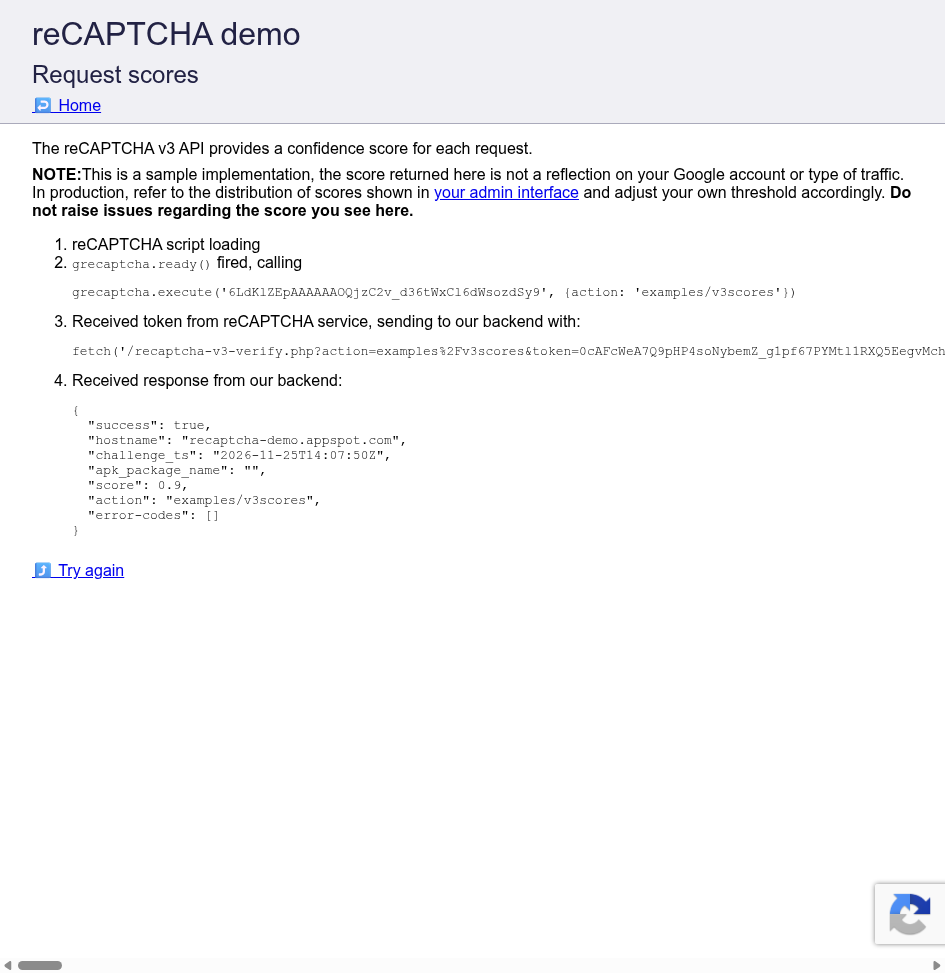 reCAPTCHA demo
Request scores
Home
The reCAPTCHA v3 API provides a confidence score for each request.
NOTE:This is a sample implementation, the score returned here is not a reflection on your Google account or type of traffic.
In production, refer to the distribution of scores shown in your admin interface and adjust your own threshold accordingly. Do
not raise issues regarding the score you see here.
1. reCAPTCHA script loading
2. grecaptcha.ready() fired, calling
grecaptcha.execute('6LdKlZEpAAAAAAOQjzC2v_d36tWxCl6dWsozdSy9', {action: 'examples/v3scores'})
3. Received token from reCAPTCHA service, sending to our backend with:
fetch('/recaptcha-v3-verify.php?action=examples%2Fv3scores&token=0cAFcWeA7Q9pHP4soNybemZ_g1pf67PYMtl1RXQ5EegvMch
4. Received response from our backend:
{
"success": true,
"hostname": "recaptcha-demo.appspot.com",
"challenge_ts": "2026-11-25T14:07:50Z",
"apk_package_name": "",
"score": 0.9,
"action": "examples/v3scores",
"error-codes": []
}
Try again